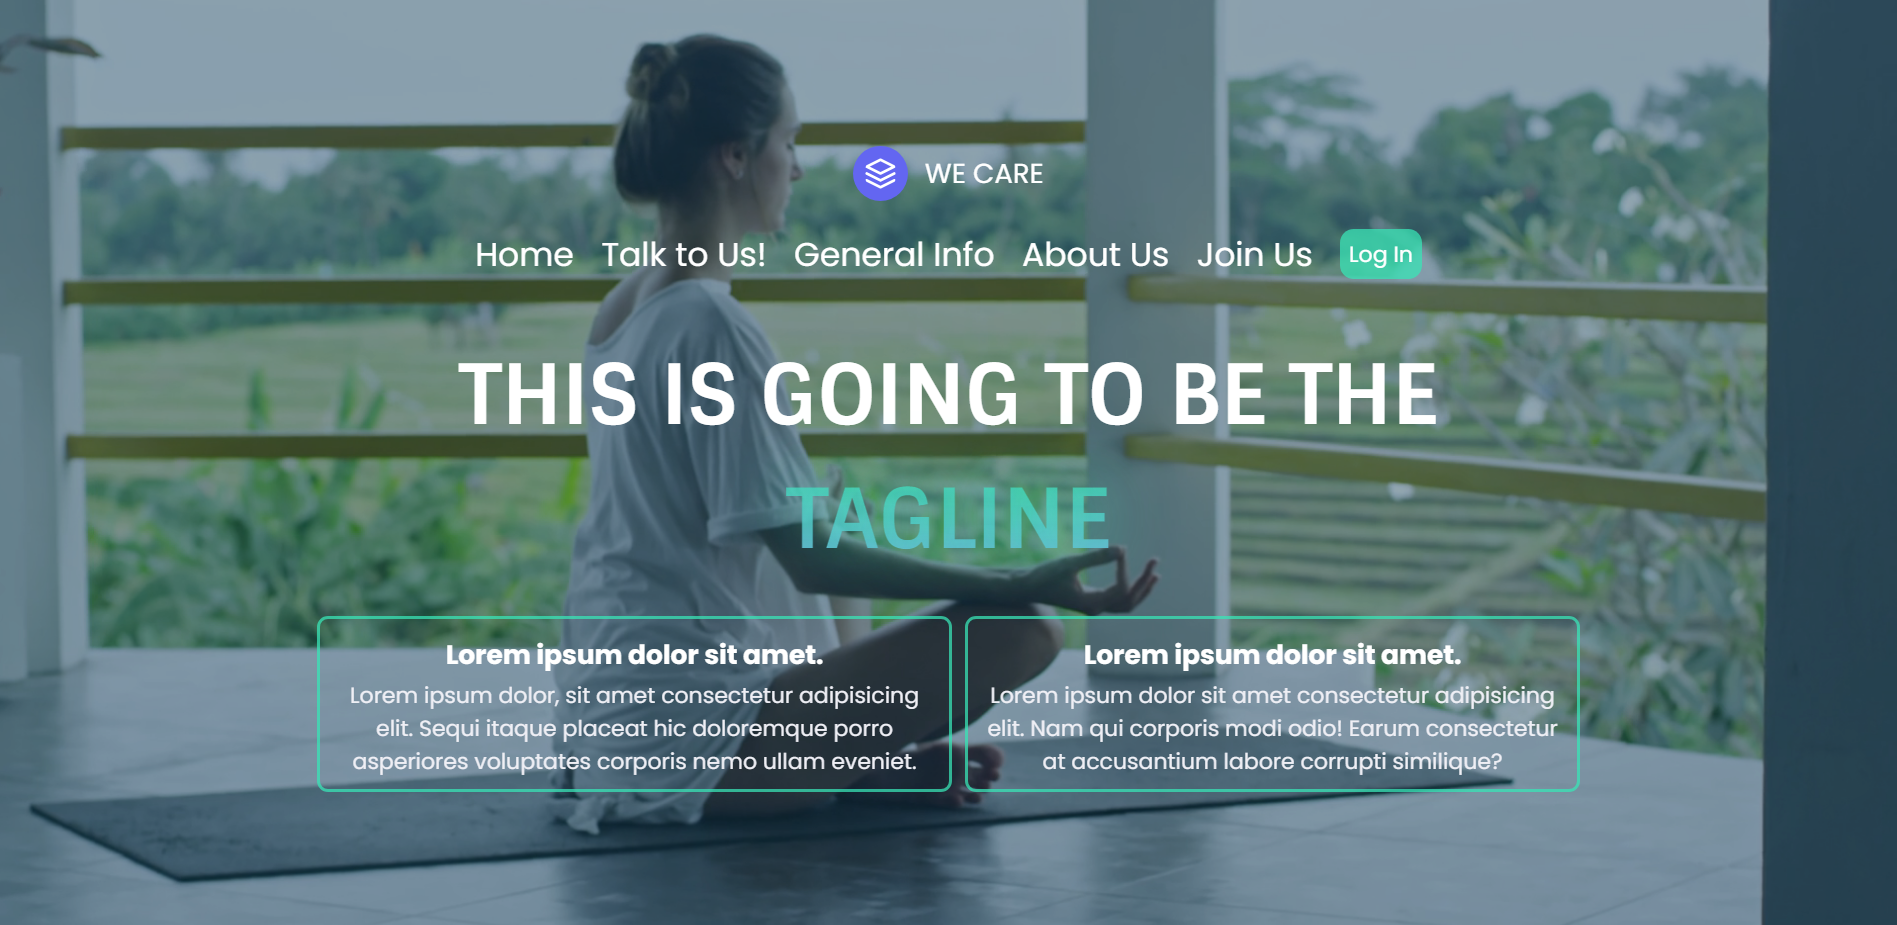 WE CARE
Home Talk to Us! General Info About Us Join Us Log In
THIS IS GOING TO BE THE
TAGLINE
Lorem ipsum dolor sit amet.
Lorem ipsum dolor, sit amet consectetur adipisicing
elit. Sequi itaque placeat hic doloremque porro
asperiores voluptates corporis nemo ullam eveniet.
Lorem ipsum dolor sit amet.
Lorem ipsum dolor sit amet consectetur adipisicing
elit. Nam qui corporis modi odio! Earum consectetur
at accusantium labore corrupti similique?